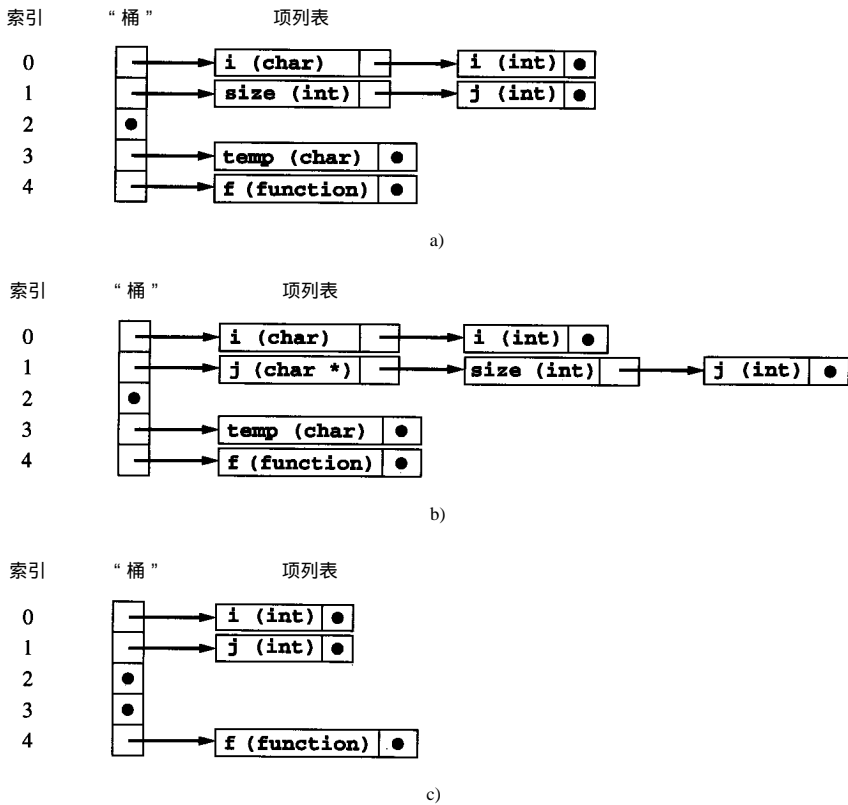 索引 “桶” 项列表
0 i (char) i (int)
1 size (int) j (int)
2
3 temp (char)
4 f (function)
a)
索引 “桶” 项列表
0 i (char) i (int)
1 j (char *) size (int) j (int)
2
3 temp (char)
4 f (function)
b)
索引 “桶” 项列表
0 i (int)
1 j (int)
2
3
4 f (function)
c)